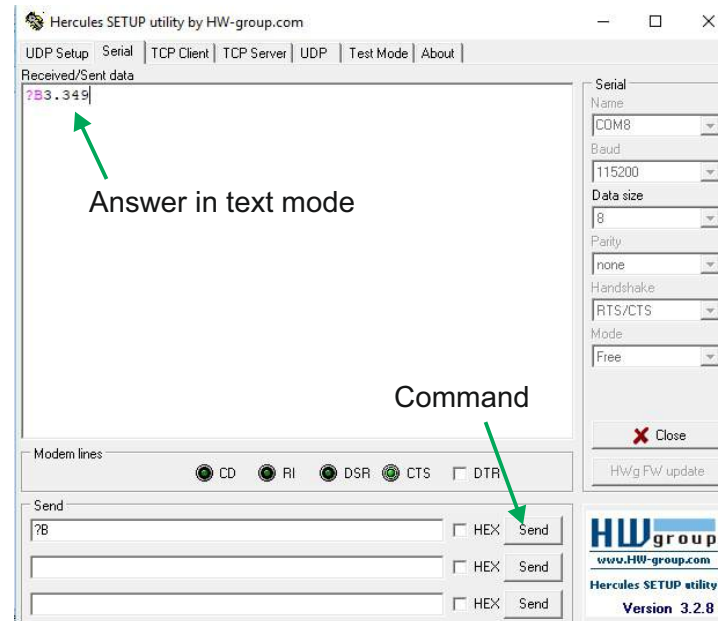 Hercules SETUP utility by HW-group.com
UDP Setup Serial TCP Client TCP Server UDP Test Mode About
Received/Sent data
?B3.349
Answer in text mode
Command
Serial
Name
COM8
Baud
115200
Data size
8
Parity
none
Handshake
RTS/CTS
Mode
Free
Close
HWg FW update
Modem lines
CD RI DSR CTS DTR
Send
?B HEX Send
HEX Send
HEX Send
HWgroup
www.HW-group.com
Hercules SETUP utility
Version 3.2.8